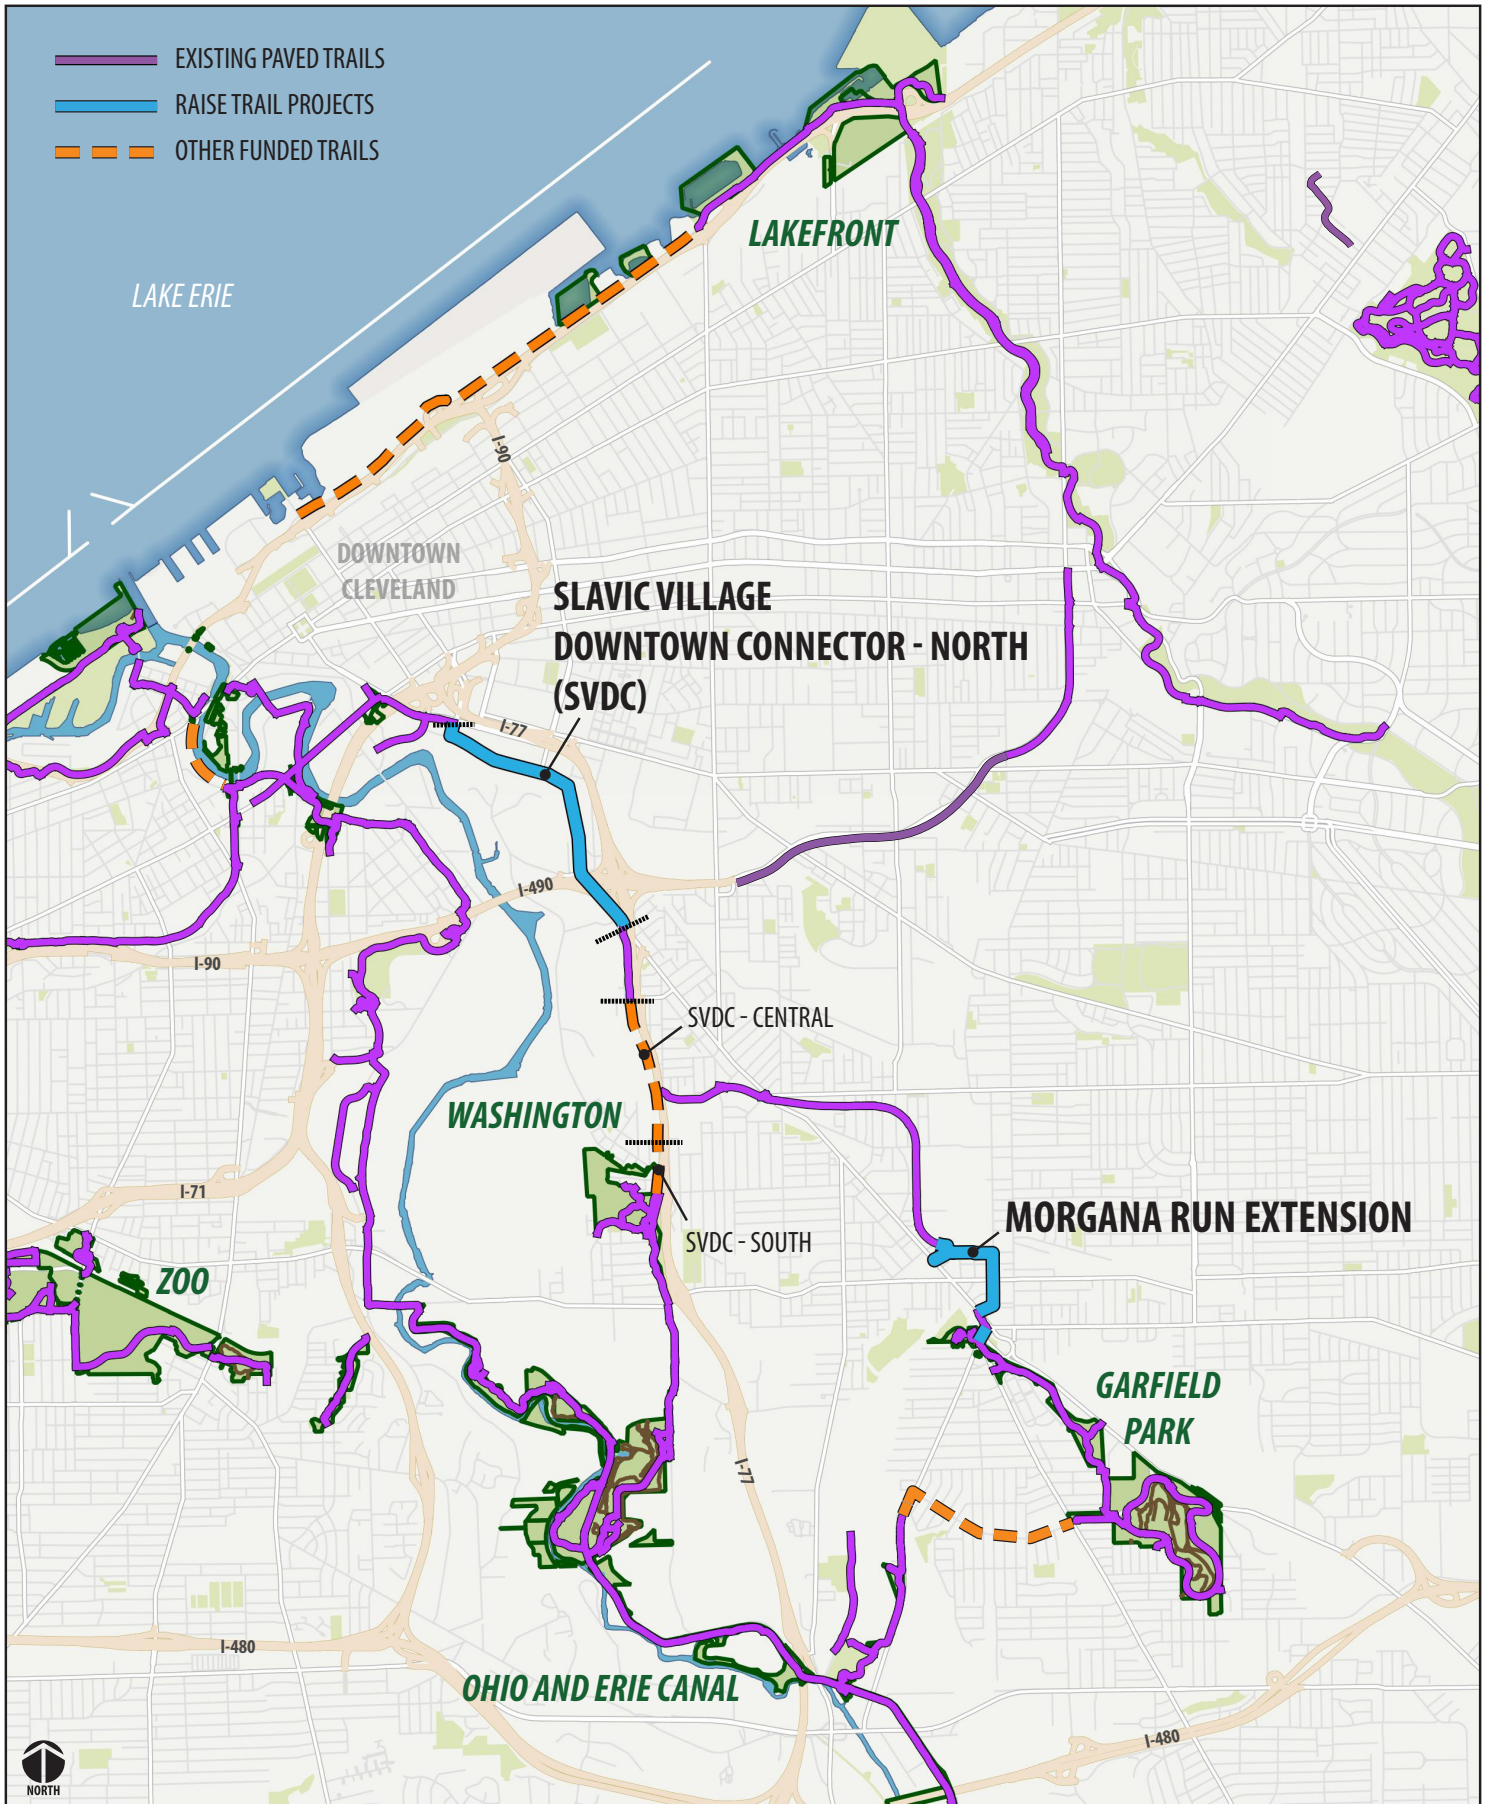 EXISTING PAVED TRAILS
RAISE TRAIL PROJECTS
OTHER FUNDED TRAILS
LAKEFRONT
LAKE ERIE
I-90
DOWNTOWN
CLEVELAND
SLAVIC VILLAGE
DOWNTOWN CONNECTOR - NORTH
(SVDC)
I-77
I-490
I-90
SVDC - CENTRAL
WASHINGTON
I-71
MORGANA RUN EXTENSION
SVDC - SOUTH
ZOO
GARFIELD
PARK
I-77
I-480
OHIO AND ERIE CANAL
I-480
NORTH